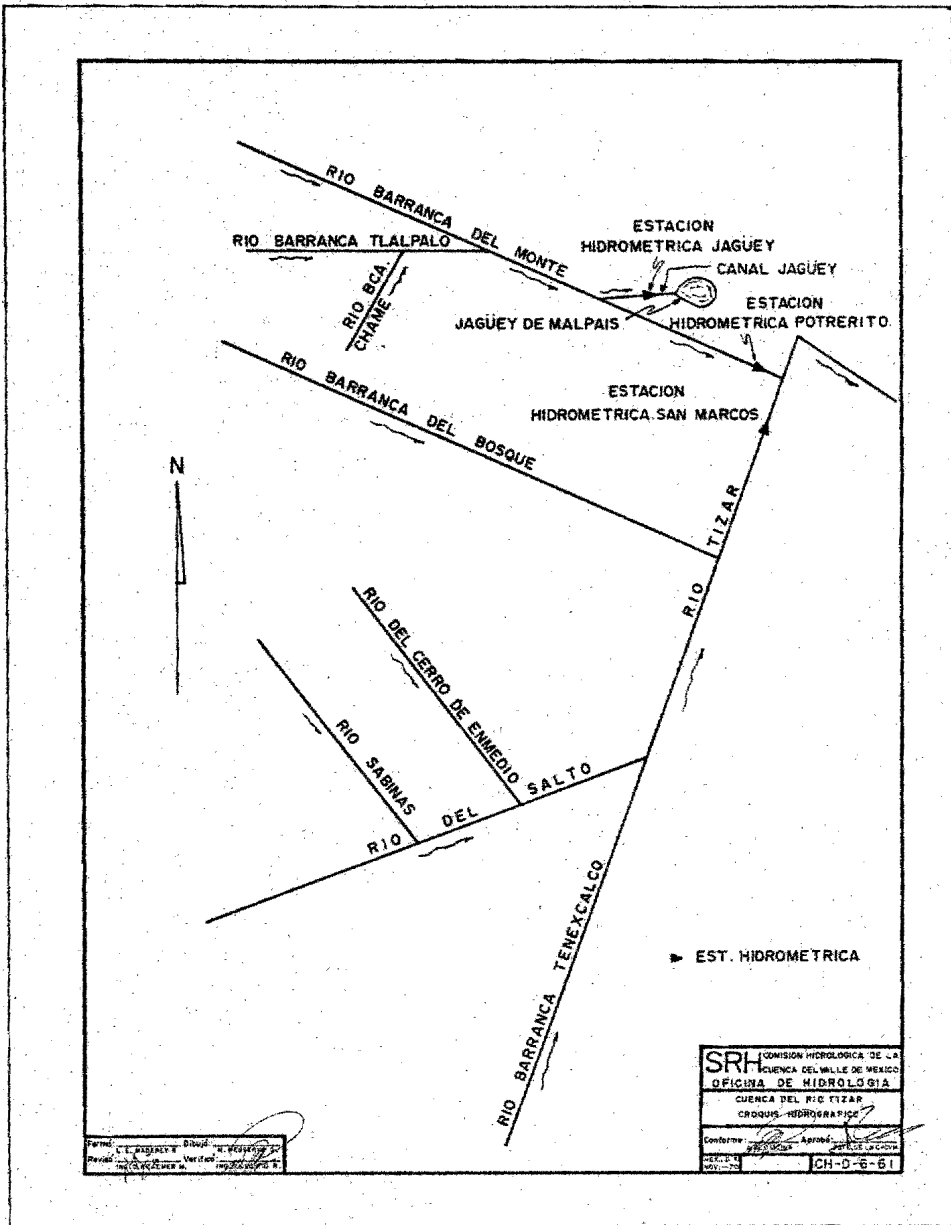 RIO BARRANCA DEL MONTE
RIO BARRANCA TLALPALO
RIO BCA.
CHAME
ESTACION
HIDROMETRICA JAGÜEY
CANAL JAGÜEY
JAGÜEY DE MALPAIS
ESTACION
HIDROMETRICA POTRERITO
RIO BARRANCA DEL BOSQUE
ESTACION
HIDROMETRICA SAN MARCOS
N
RIO TIZAR
RIO DEL CERRO DE ENMEDIO
RIO SABINAS
RIO DEL SALTO
RIO BARRANCA TENEXCALCO
EST. HIDROMETRICA
SRH COMISION HIDROLOGICA DE LA
CUENCA DEL VALLE DE MEXICO
OFICINA DE HIDROLOGIA
CUENCA DEL RIO TIZAR
CROQUIS HIDROGRAFICO
Conforme: Aprobó:
CH-D-6-61
Formó: Dibujó:
Revisó: Verificó: